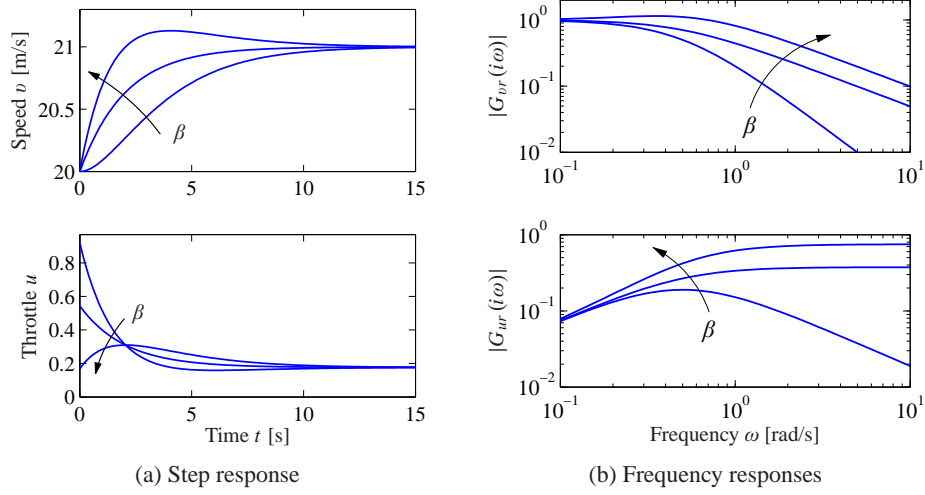 21
20.5
20
Speed v [m/s]
β
0
5
10
15
0.8
0.6
0.4
0.2
0
Throttle u
β
0
5
10
15
Time t [s]
(a) Step response
10⁰
10⁻¹
10⁻²
|Gvr(iω)|
β
10⁻¹
10⁰
10¹
10⁰
10⁻¹
10⁻²
|Gur(iω)|
β
10⁻¹
10⁰
10¹
Frequency ω [rad/s]
(b) Frequency responses